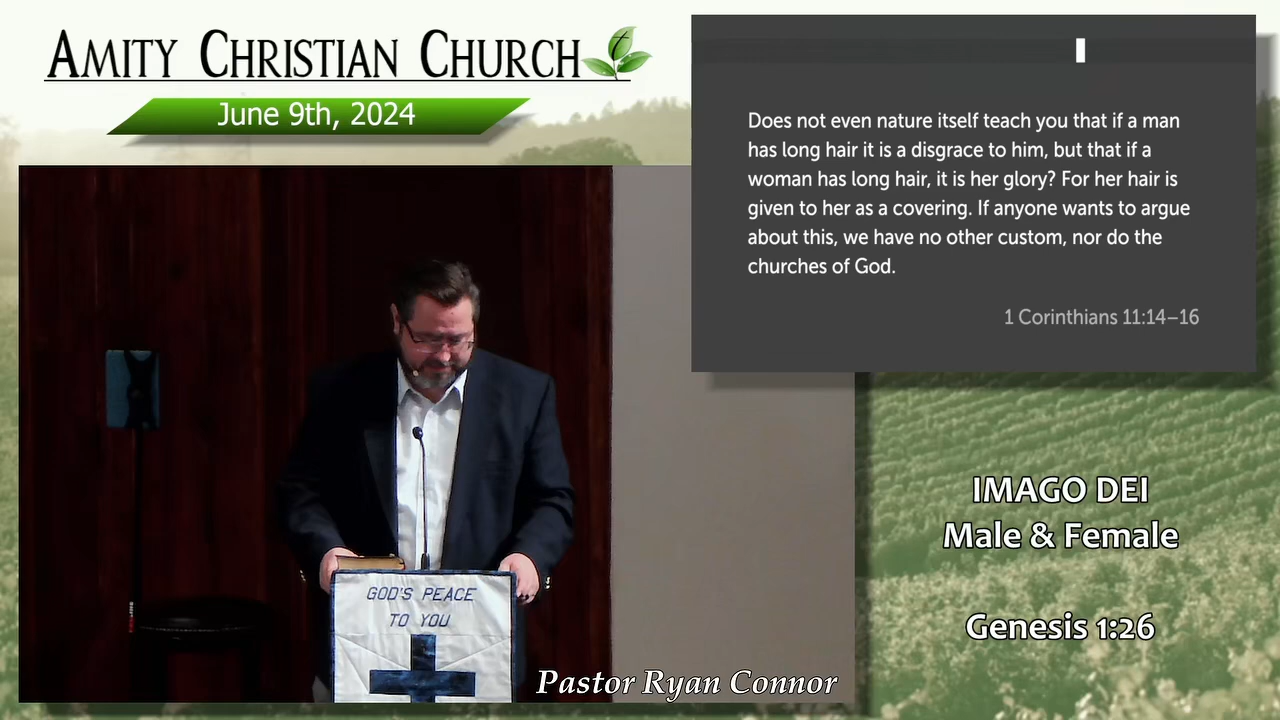 AMITY CHRISTIAN CHURCH
June 9th, 2024
Does not even nature itself teach you that if a man
has long hair it is a disgrace to him, but that if a
woman has long hair, it is her glory? For her hair is
given to her as a covering. If anyone wants to argue
about this, we have no other custom, nor do the
churches of God.
1 Corinthians 11:14–16
IMAGO DEI
Male & Female
Genesis 1:26
GOD'S PEACE
TO YOU
Pastor Ryan Connor